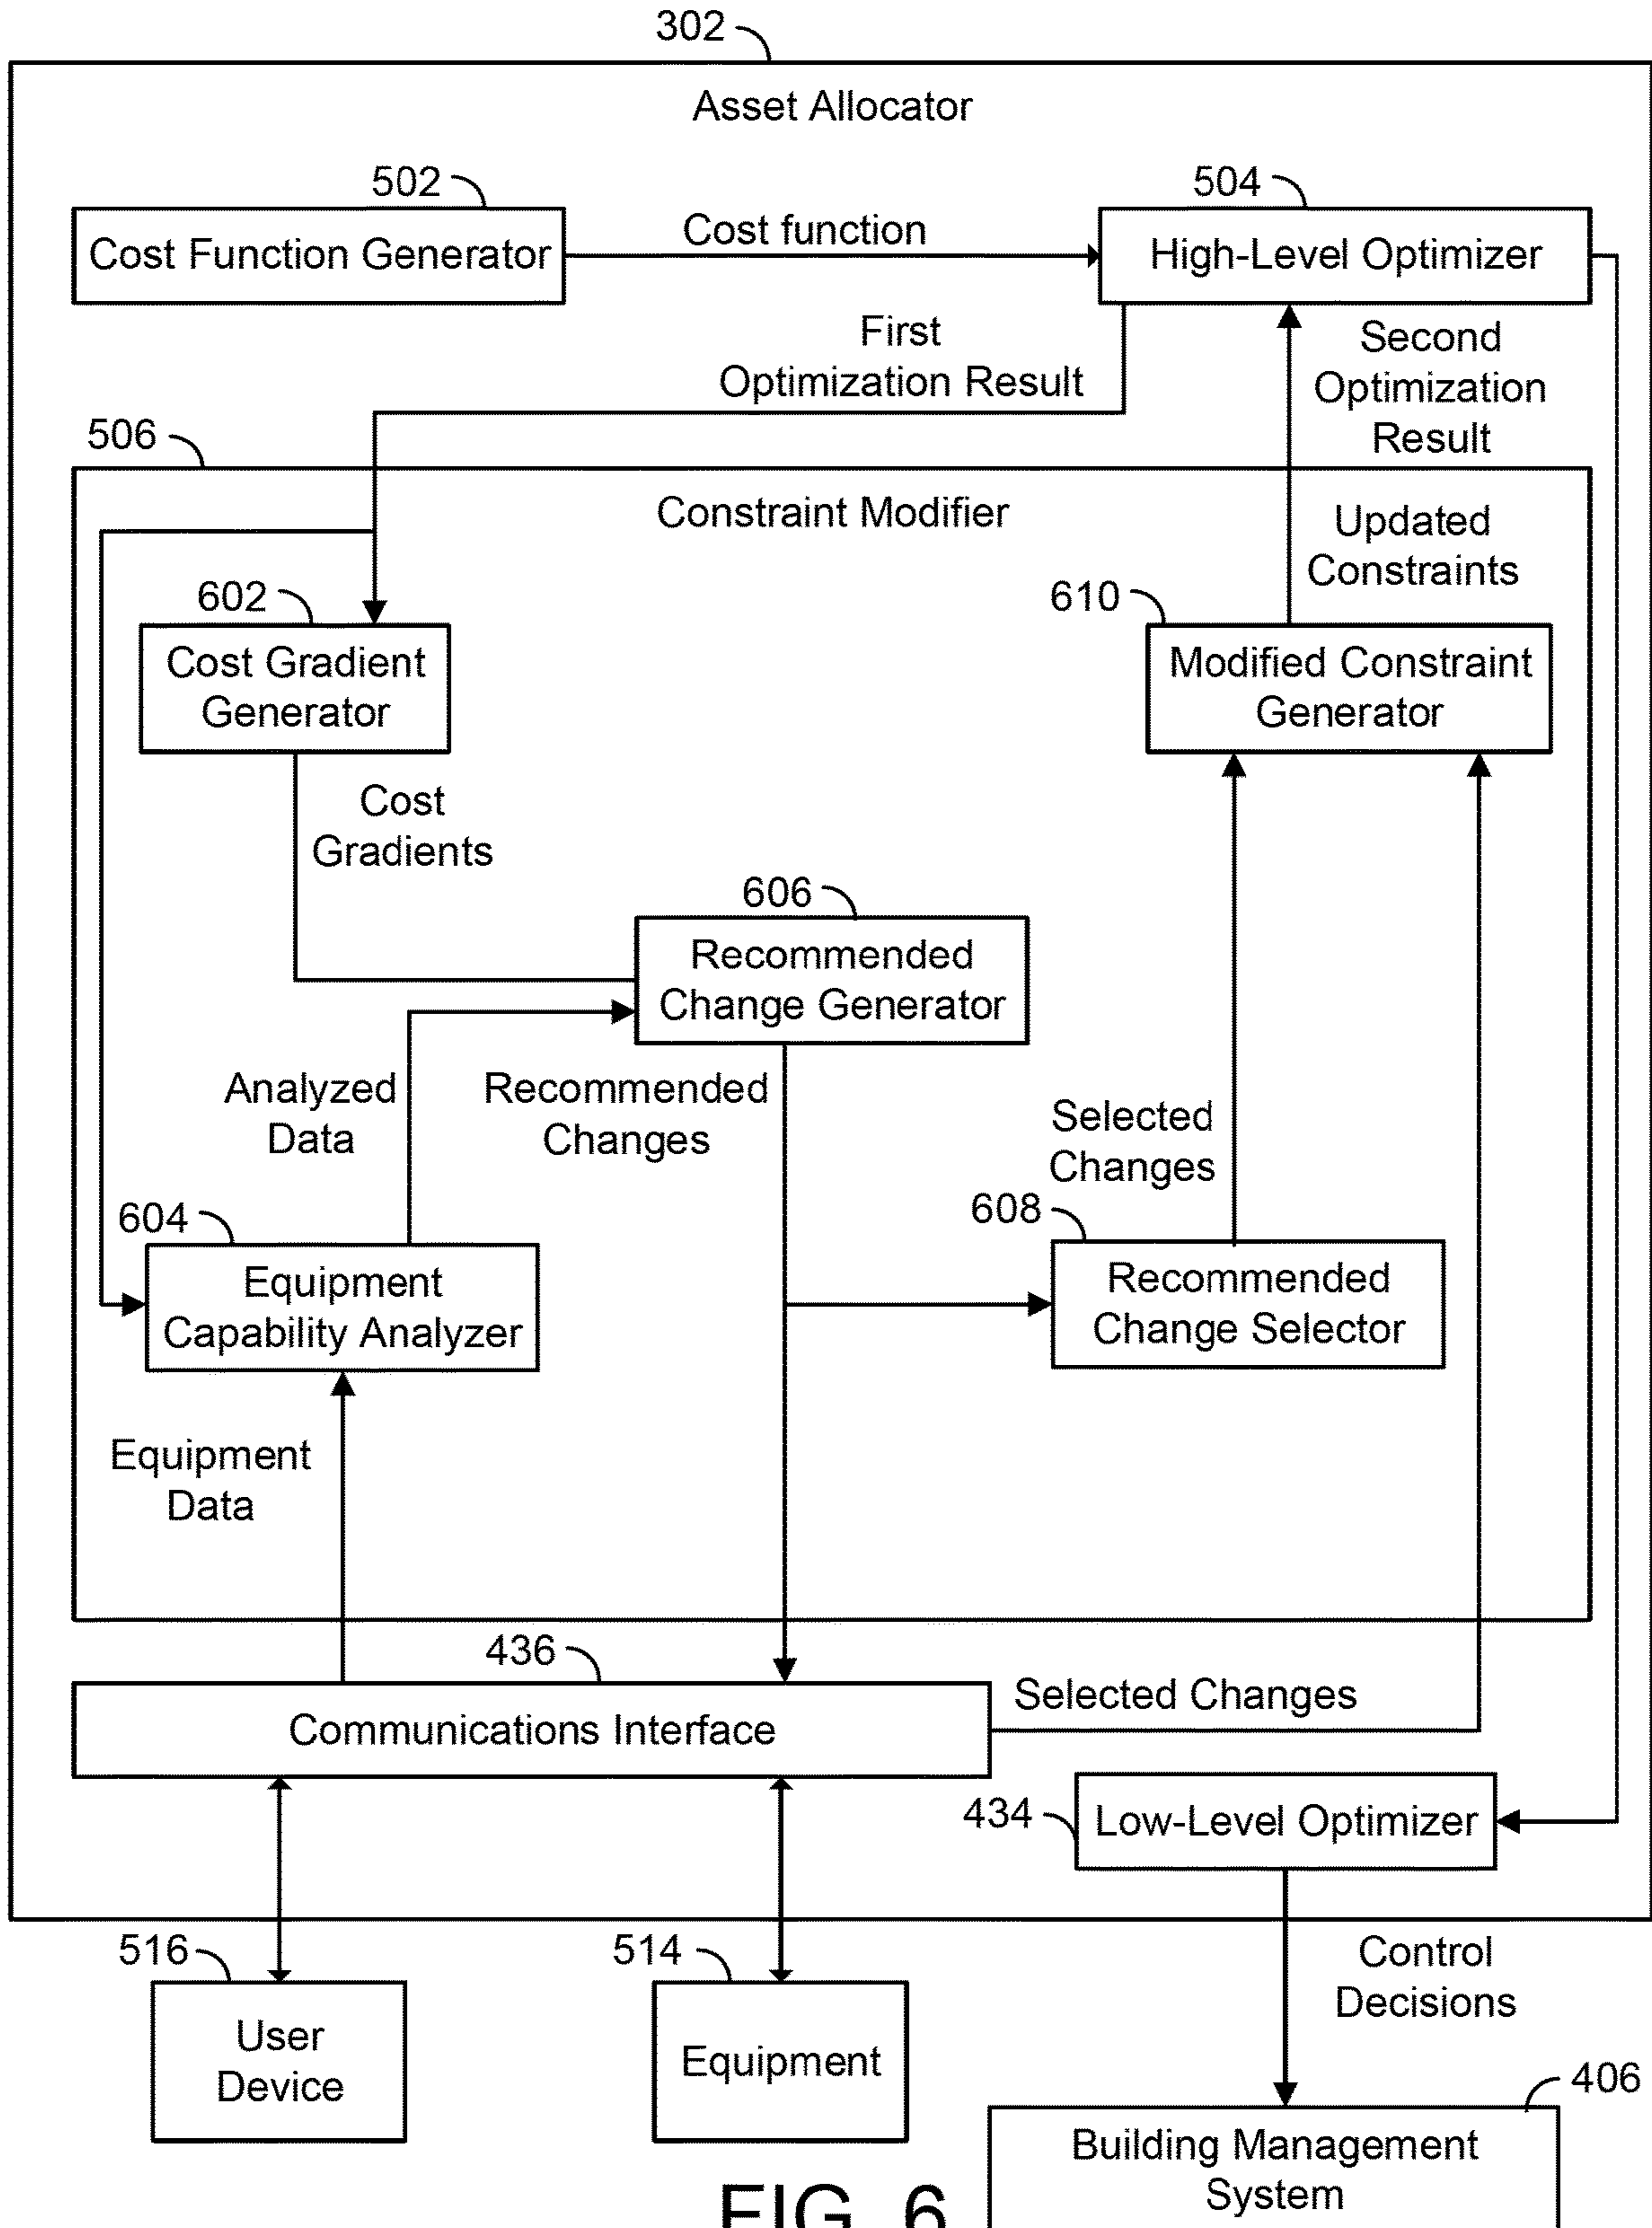 302
Asset Allocator
502
504
Cost Function Generator
Cost function
High-Level Optimizer
First
Optimization Result
Second
Optimization
Result
506
Constraint Modifier
Updated
Constraints
602
610
Cost Gradient
Generator
Modified Constraint
Generator
Cost
Gradients
606
Recommended
Change Generator
Analyzed
Data
Recommended
Changes
Selected
Changes
604
608
Equipment
Capability Analyzer
Recommended
Change Selector
Equipment
Data
436
Selected Changes
Communications Interface
434
Low-Level Optimizer
516
514
Control
Decisions
User
Device
Equipment
406
Building Management
System
FIG. 6